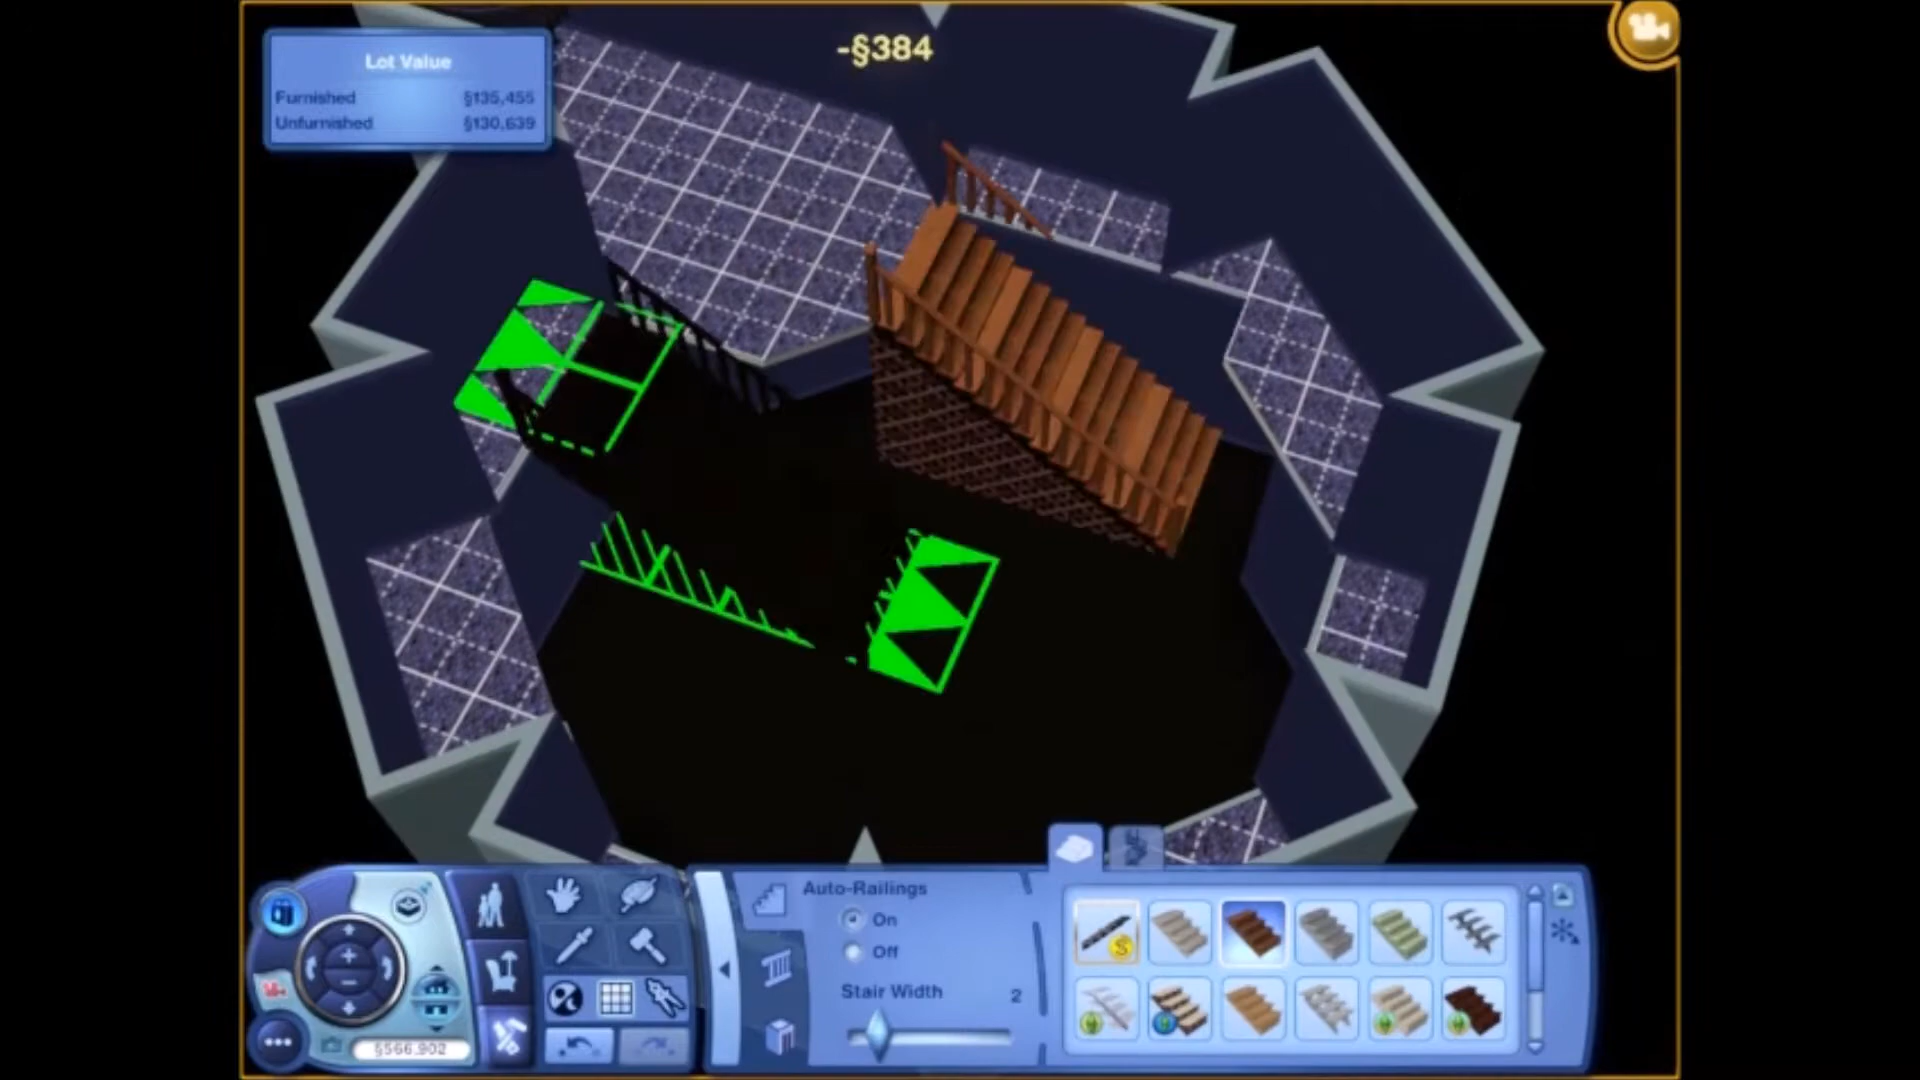 -§384
Lot Value
Furnished §135,455
Unfurnished §130,639
Auto-Railings
On
Off
Stair Width 2
§566,902